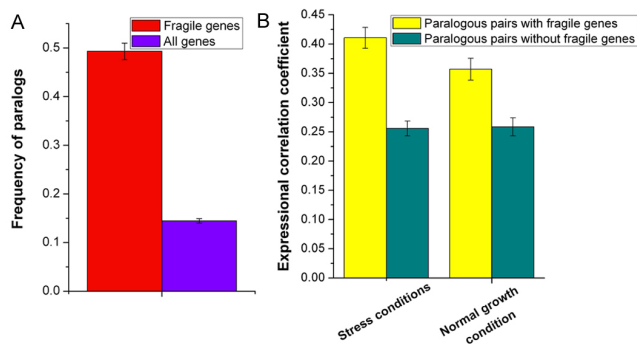 A
Fragile genes
All genes
Frequency of paralogs
0.5
0.4
0.3
0.2
0.1
0.0
B
Paralogous pairs with fragile genes
Paralogous pairs without fragile genes
Expressional correlation coefficient
0.45
0.40
0.35
0.30
0.25
0.20
0.15
0.10
0.05
0.00
Stress conditions
Normal growth
condition